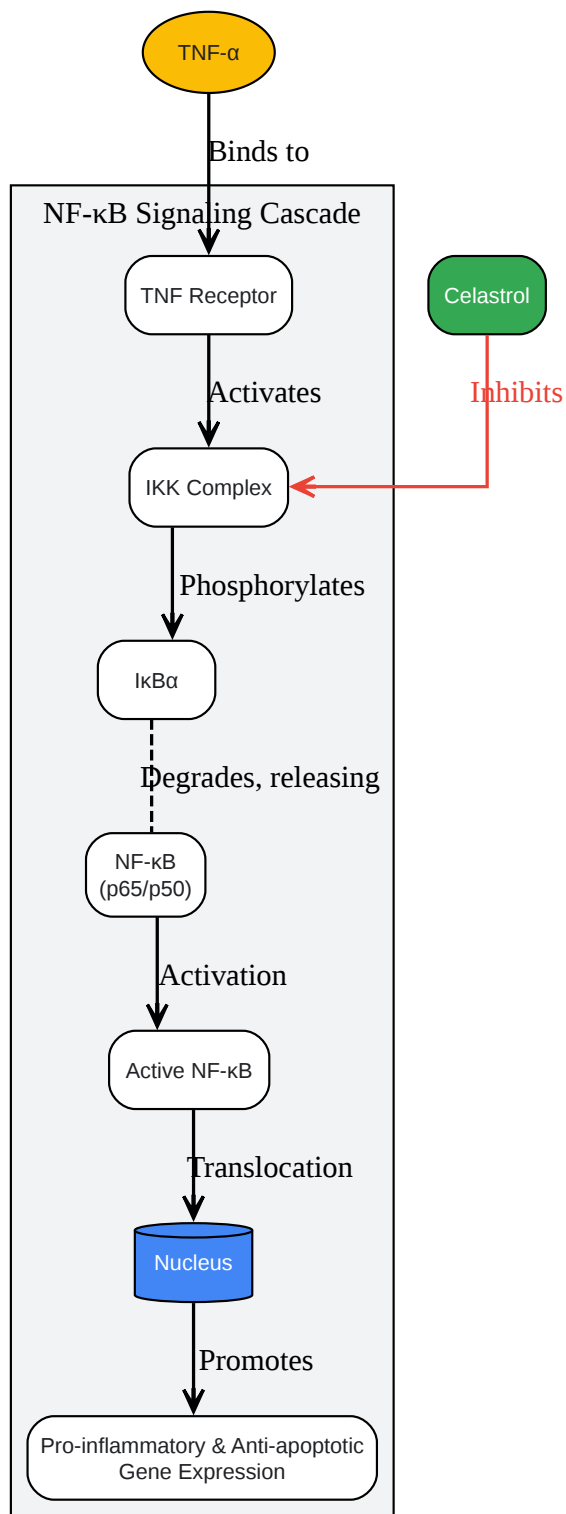 TNF-α
Binds to
NF-κB Signaling Cascade
TNF Receptor
Celastrol
Activates
Inhibits
IKK Complex
Phosphorylates
IκBα
Degrades, releasing
NF-κB
(p65/p50)
Activation
Active NF-κB
Translocation
Nucleus
Promotes
Pro-inflammatory & Anti-apoptotic
Gene Expression